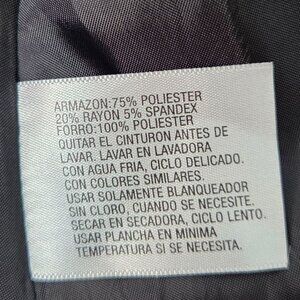 ARMAZON:75% POLIESTER
20% RAYON 5% SPANDEX
FORRO:100% POLIESTER
QUITAR EL CINTURON ANTES DE
LAVAR. LAVAR EN LAVADORA
CON AGUA FRIA, CICLO DELICADO.
CON COLORES SIMILARES.
USAR SOLAMENTE BLANQUEADOR
SIN CLORO, CUANDO SE NECESITE.
SECAR EN SECADORA, CICLO LENTO.
USAR PLANCHA EN MINIMA
TEMPERATURA SI SE NECESITA.